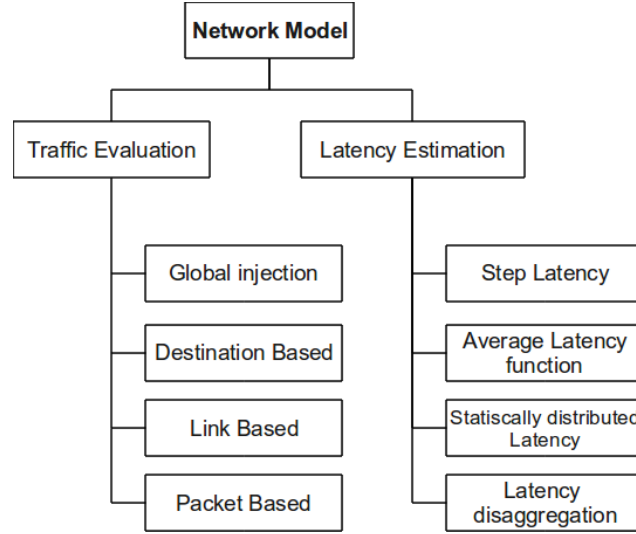 Network Model
Traffic Evaluation
Latency Estimation
Global injection
Step Latency
Destination Based
Average Latency
function
Link Based
Statiscally distributed
Latency
Packet Based
Latency
disaggregation